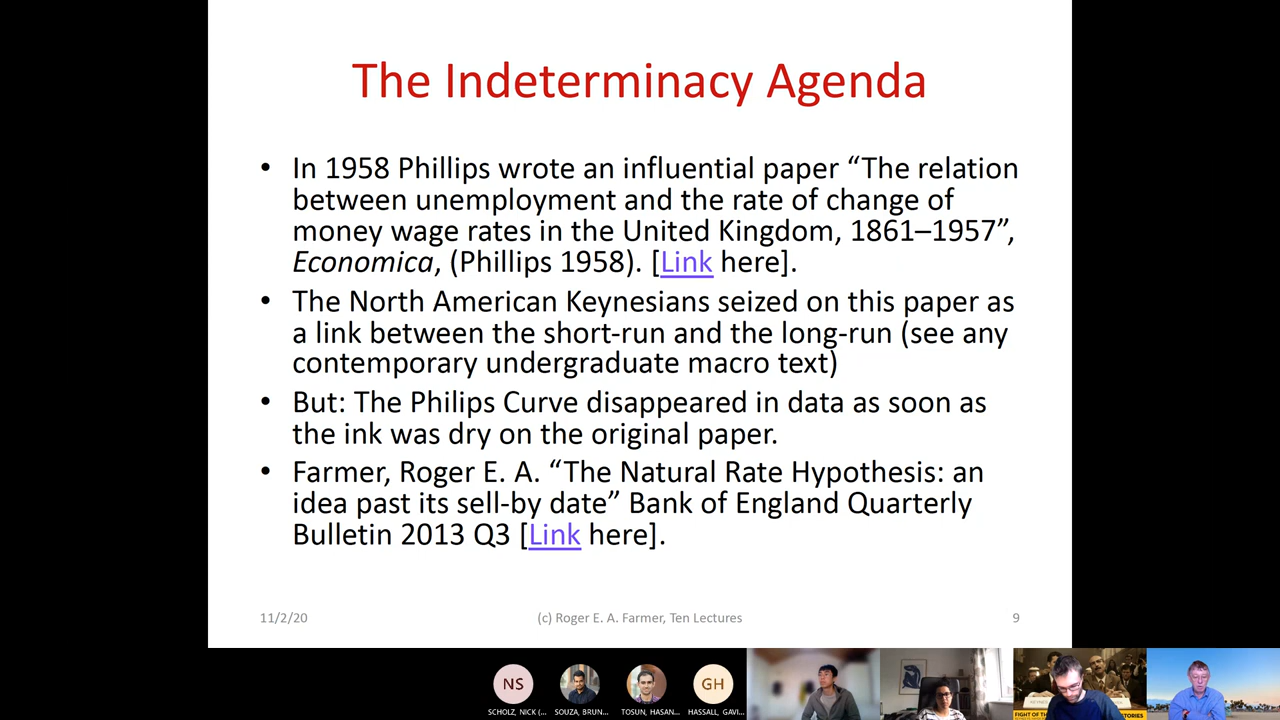 The Indeterminacy Agenda
• In 1958 Phillips wrote an influential paper “The relation
between unemployment and the rate of change of
money wage rates in the United Kingdom, 1861–1957”,
Economica, (Phillips 1958). [Link here].
• The North American Keynesians seized on this paper as
a link between the short-run and the long-run (see any
contemporary undergraduate macro text)
• But: The Philips Curve disappeared in data as soon as
the ink was dry on the original paper.
• Farmer, Roger E. A. “The Natural Rate Hypothesis: an
idea past its sell-by date” Bank of England Quarterly
Bulletin 2013 Q3 [Link here].
11/2/20
(c) Roger E. A. Farmer, Ten Lectures
9
NS
GH
SCHOLZ, NICK (...
SOUZA, BRUN...
TOSUN, HASAN...
HASSALL, GAVI...
FIGHT OF